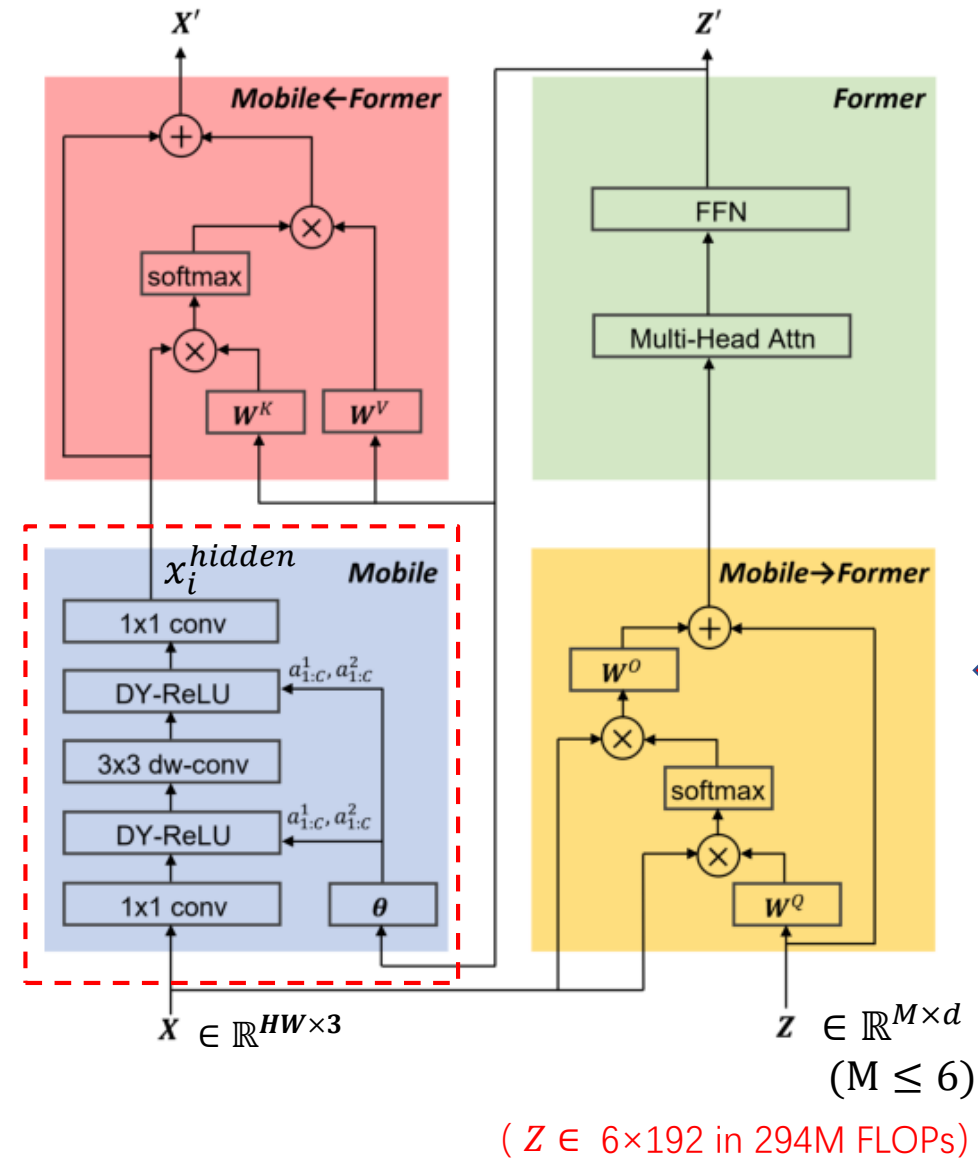 X′
Z′
Mobile←Former
Former
+
×
FFN
softmax
×
Multi-Head Attn
W^K
W^V
x_i^{hidden}
Mobile
Mobile→Former
1x1 conv
+
a^1_{1:C}, a^2_{1:C}
W^O
DY-ReLU
×
3x3 dw-conv
softmax
a^1_{1:C}, a^2_{1:C}
DY-ReLU
×
1x1 conv
θ
W^Q
X ∈ ℝ^{HW×3}
Z ∈ ℝ^{M×d}
(M ≤ 6)
( Z ∈ 6×192 in 294M FLOPs)